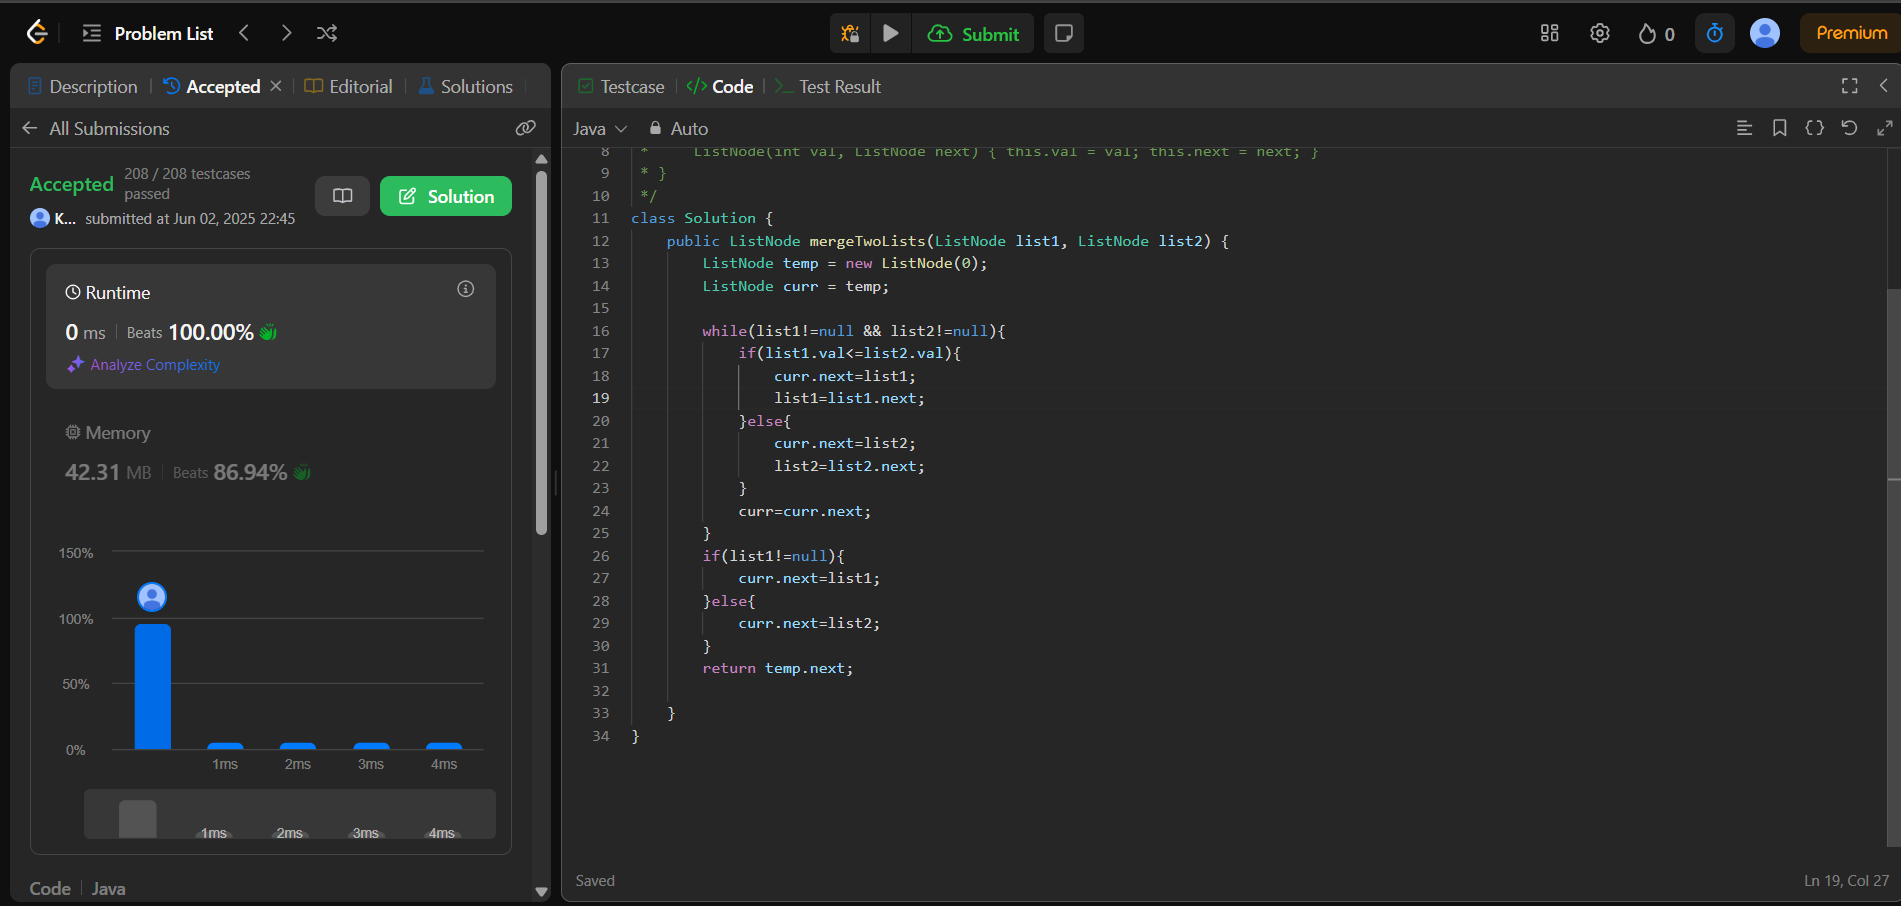 Problem List
Submit
0
Premium
Description
Accepted
Editorial
Solutions
All Submissions
Accepted
208 / 208 testcases
passed
K...
submitted at Jun 02, 2025 22:45
Solution
Runtime
0 ms
Beats 100.00%
Analyze Complexity
Memory
42.31 MB
Beats 86.94%
150%
100%
50%
0%
1ms
2ms
3ms
4ms
1ms
2ms
3ms
4ms
Code
Java
Testcase
Code
Test Result
Java
Auto
8 *     ListNode(int val, ListNode next) { this.val = val; this.next = next; }
9 * }
10 */
11 class Solution {
12     public ListNode mergeTwoLists(ListNode list1, ListNode list2) {
13         ListNode temp = new ListNode(0);
14         ListNode curr = temp;
15
16         while(list1!=null && list2!=null){
17             if(list1.val<=list2.val){
18                 curr.next=list1;
19                 list1=list1.next;
20             }else{
21                 curr.next=list2;
22                 list2=list2.next;
23             }
24             curr=curr.next;
25         }
26         if(list1!=null){
27             curr.next=list1;
28         }else{
29             curr.next=list2;
30         }
31         return temp.next;
32
33     }
34 }
Saved
Ln 19, Col 27